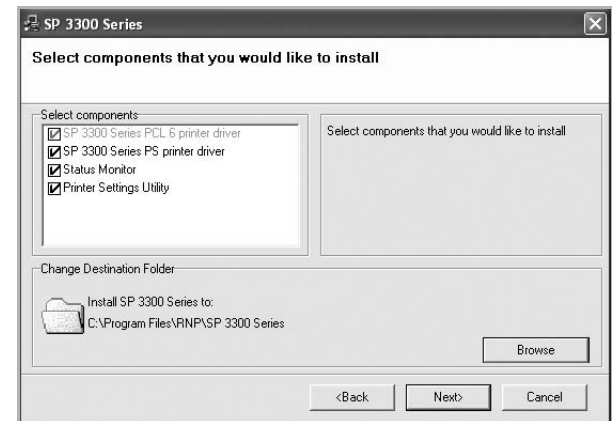 SP 3300 Series
Select components that you would like to install
Select components
SP 3300 Series PCL 6 printer driver
SP 3300 Series PS printer driver
Status Monitor
Printer Settings Utility
Select components that you would like to install
Change Destination Folder
Install SP 3300 Series to:
C:\Program Files\RNP\SP 3300 Series
Browse
<Back
Next>
Cancel